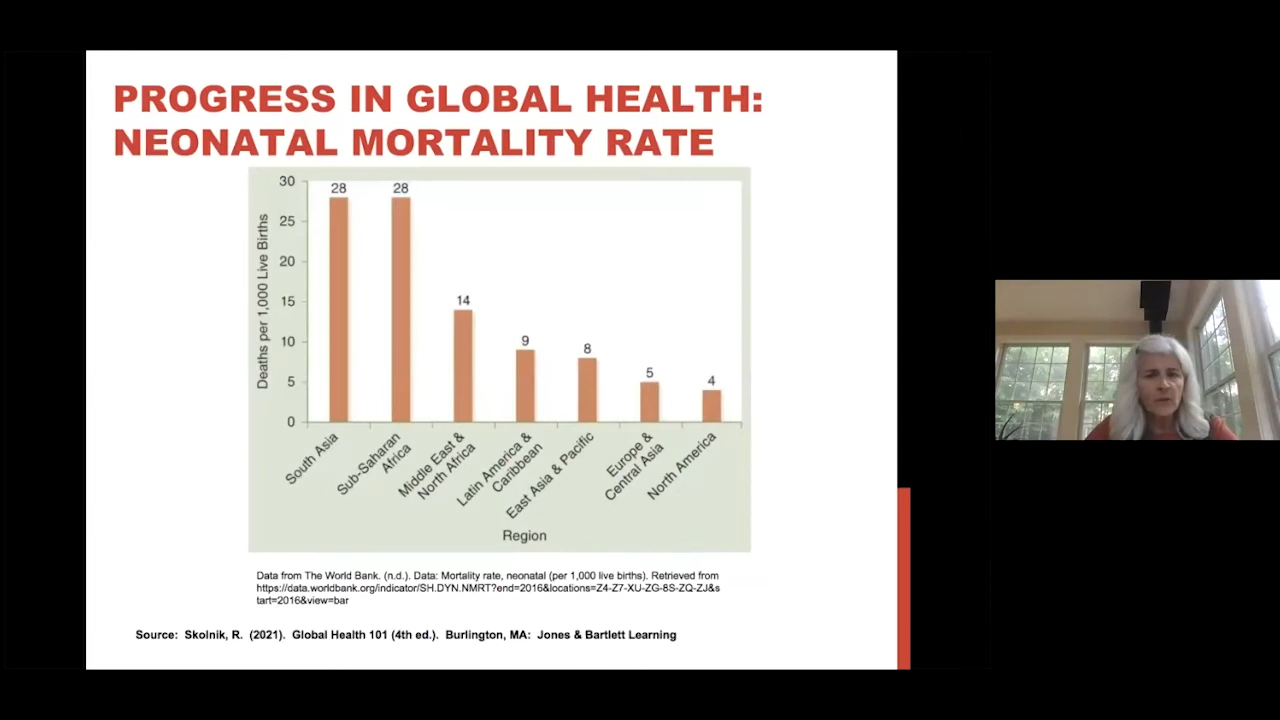 PROGRESS IN GLOBAL HEALTH:
NEONATAL MORTALITY RATE
Deaths per 1,000 Live Births
30
25
20
15
10
5
0
28
28
14
9
8
5
4
South Asia
Sub-Saharan
Africa
Middle East &
North Africa
Latin America &
Caribbean
East Asia & Pacific
Europe &
Central Asia
North America
Region
Data from The World Bank. (n.d.). Data: Mortality rate, neonatal (per 1,000 live births). Retrieved from
https://data.worldbank.org/indicator/SH.DYN.NMRT?end=2016&locations=Z4-Z7-XU-ZG-8S-ZQ-ZJ&s
tart=2016&view=bar
Source: Skolnik, R. (2021). Global Health 101 (4th ed.). Burlington, MA: Jones & Bartlett Learning